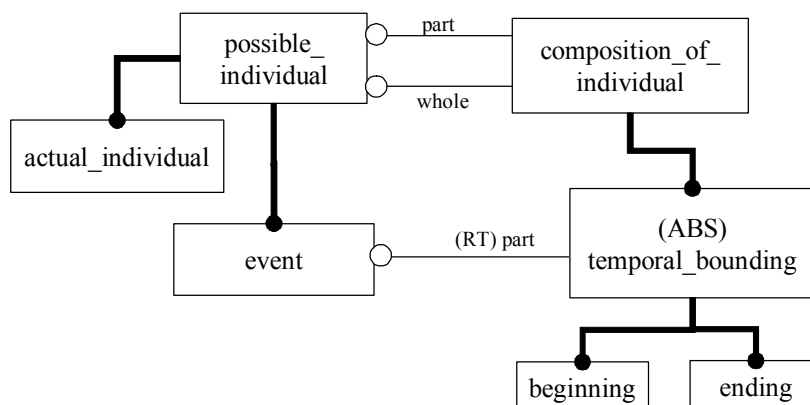 possible_
individual
part
whole
composition_of_
individual
actual_individual
event
(RT) part
(ABS)
temporal_bounding
beginning
ending